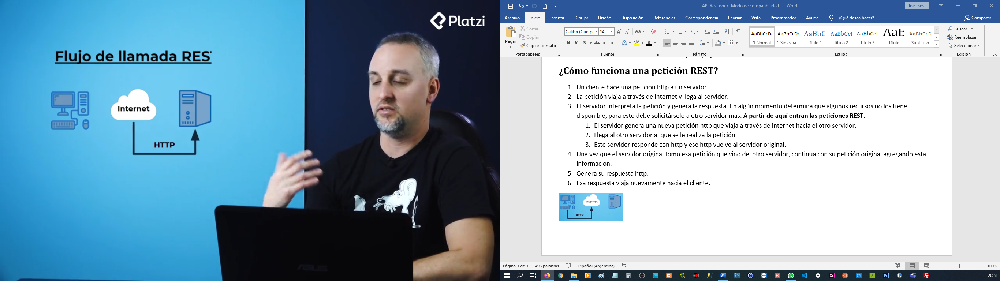 Platzi
Flujo de llamada RES
Internet
HTTP
API Rest.docx [Modo de compatibilidad] - Word
Inic. ses.
Archivo Inicio Insertar Dibujar Diseño Disposición Referencias Correspondencia Revisar Vista Programador Ayuda ¿Qué desea hacer? Compartir
Pegar
Cortar
Copiar
Copiar formato
Portapapeles
Calibri (Cuerpo 14
N K S abc x₂ x²
Fuente
Párrafo
AaBbCcDc AaBbCcDc AaBbC AaBbCcI AaBbCcI AaB AaBbCcD
¶ Normal ¶ Sin espa... Título 1 Título 2 Título 3 Título Subtítulo
Estilos
Buscar
Reemplazar
Seleccionar
Edición
¿Cómo funciona una petición REST?
1. Un cliente hace una petición http a un servidor.
2. La petición viaja a través de internet y llega al servidor.
3. El servidor interpreta la petición y genera la respuesta. En algún momento determina que algunos recursos no los tiene
disponible, para esto debe solicitárselo a otro servidor más. A partir de aquí entran las peticiones REST.
1. El servidor genera una nueva petición http que viaja a través de internet hacia el otro servidor.
2. Llega al otro servidor al que se le realiza la petición.
3. Este servidor responde con http y ese http vuelve al servidor original.
4. Una vez que el servidor original tomo esa petición que vino del otro servidor, continua con su petición original agregando esta
información.
5. Genera su respuesta http.
6. Esa respuesta viaja nuevamente hacia el cliente.
Internet
HTTP
ASUS
Página 3 de 3 496 palabras Español (Argentina) 100%
20:51